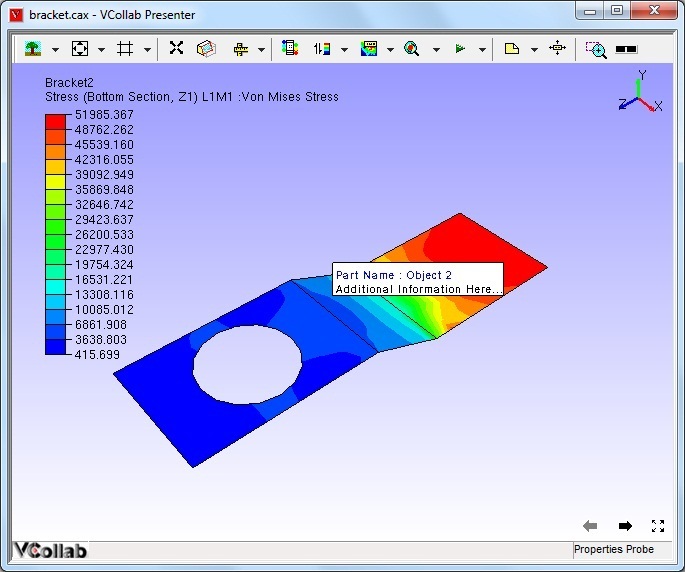 bracket.cax - VCollab Presenter
Bracket2
Stress (Bottom Section, Z1) L1M1 :Von Mises Stress
51985.367
48762.262
45539.160
42316.055
39092.949
35869.848
32646.742
29423.637
26200.533
22977.430
19754.324
16531.221
13308.116
10085.012
6861.908
3638.803
415.699
Y
Z
X
Part Name : Object 2
Additional Information Here...
VCollab
Properties Probe